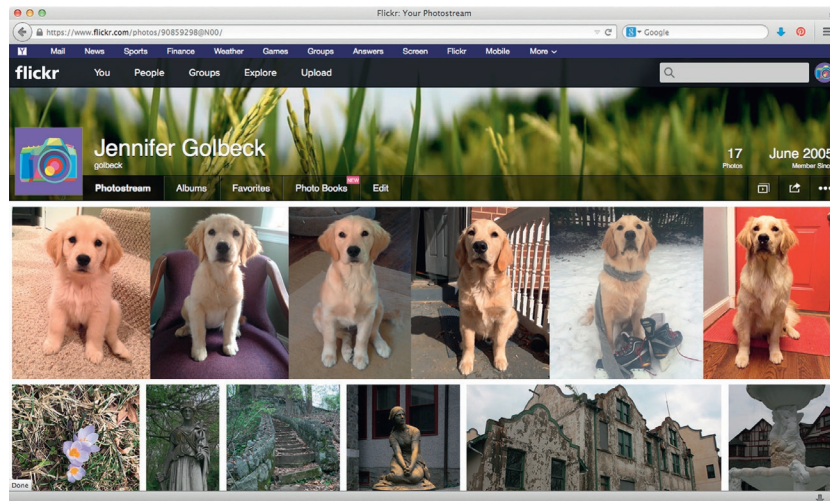 Flickr: Your Photostream
https://www.flickr.com/photos/90859298@N00/
Google
Y Mail News Sports Finance Weather Games Groups Answers Screen Flickr Mobile More
flickr You People Groups Explore Upload
Jennifer Golbeck
golbeck
17 June 2005
Photos Member Sinc
NEW
Photostream Albums Favorites Photo Books Edit
Done